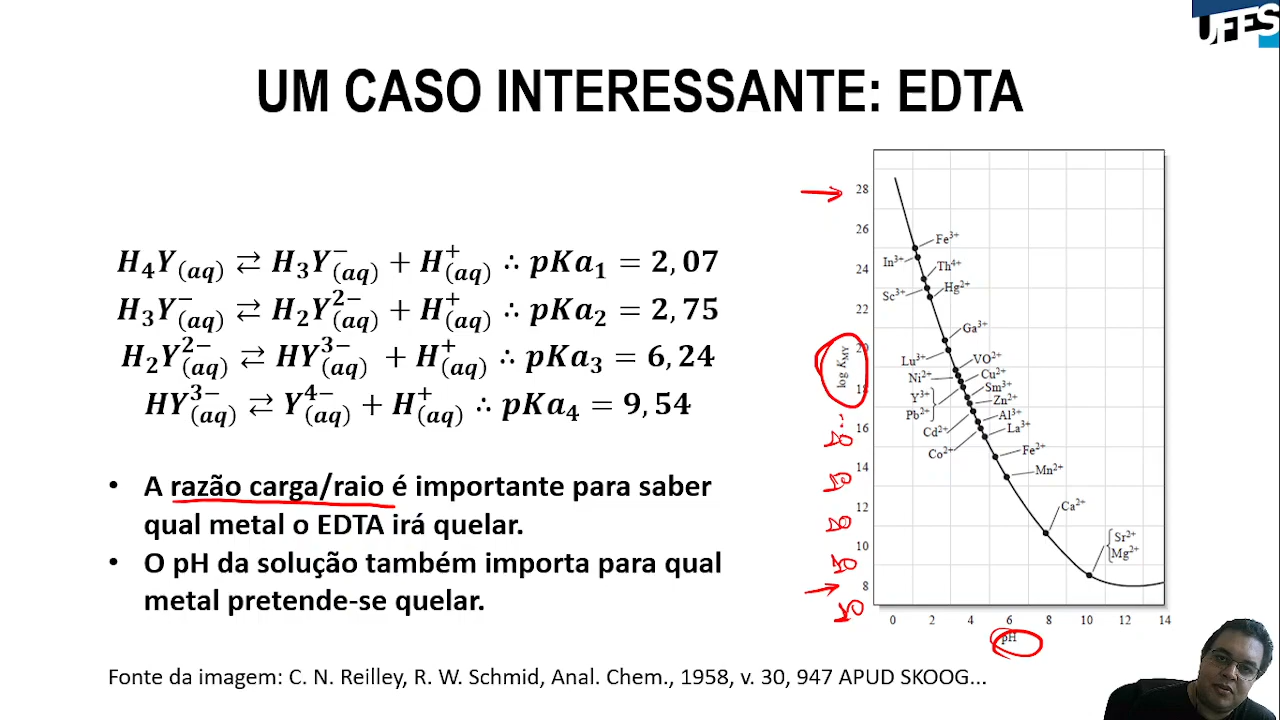 UFES
UM CASO INTERESSANTE: EDTA
H₄Y(aq) ⇄ H₃Y⁻(aq) + H⁺(aq) ∴ pKa₁ = 2,07
H₃Y⁻(aq) ⇄ H₂Y²⁻(aq) + H⁺(aq) ∴ pKa₂ = 2,75
H₂Y²⁻(aq) ⇄ HY³⁻(aq) + H⁺(aq) ∴ pKa₃ = 6,24
HY³⁻(aq) ⇄ Y⁴⁻(aq) + H⁺(aq) ∴ pKa₄ = 9,54
• A razão carga/raio é importante para saber
qual metal o EDTA irá quelar.
• O pH da solução também importa para qual
metal pretende-se quelar.
28
26
24
22
20
18
16
14
12
10
8
log K_MY
Fe³⁺
In³⁺
Th⁴⁺
Sc³⁺
Hg²⁺
Ga³⁺
Lu³⁺
VO²⁺
Ni²⁺
Cu²⁺
Sm³⁺
Y³⁺
Zn²⁺
Pb²⁺
Al³⁺
Cd²⁺
La³⁺
Co²⁺
Fe²⁺
Mn²⁺
Ca²⁺
Sr²⁺
Mg²⁺
0 2 4 6 8 10 12 14
pH
Fonte da imagem: C. N. Reilley, R. W. Schmid, Anal. Chem., 1958, v. 30, 947 APUD SKOOG...